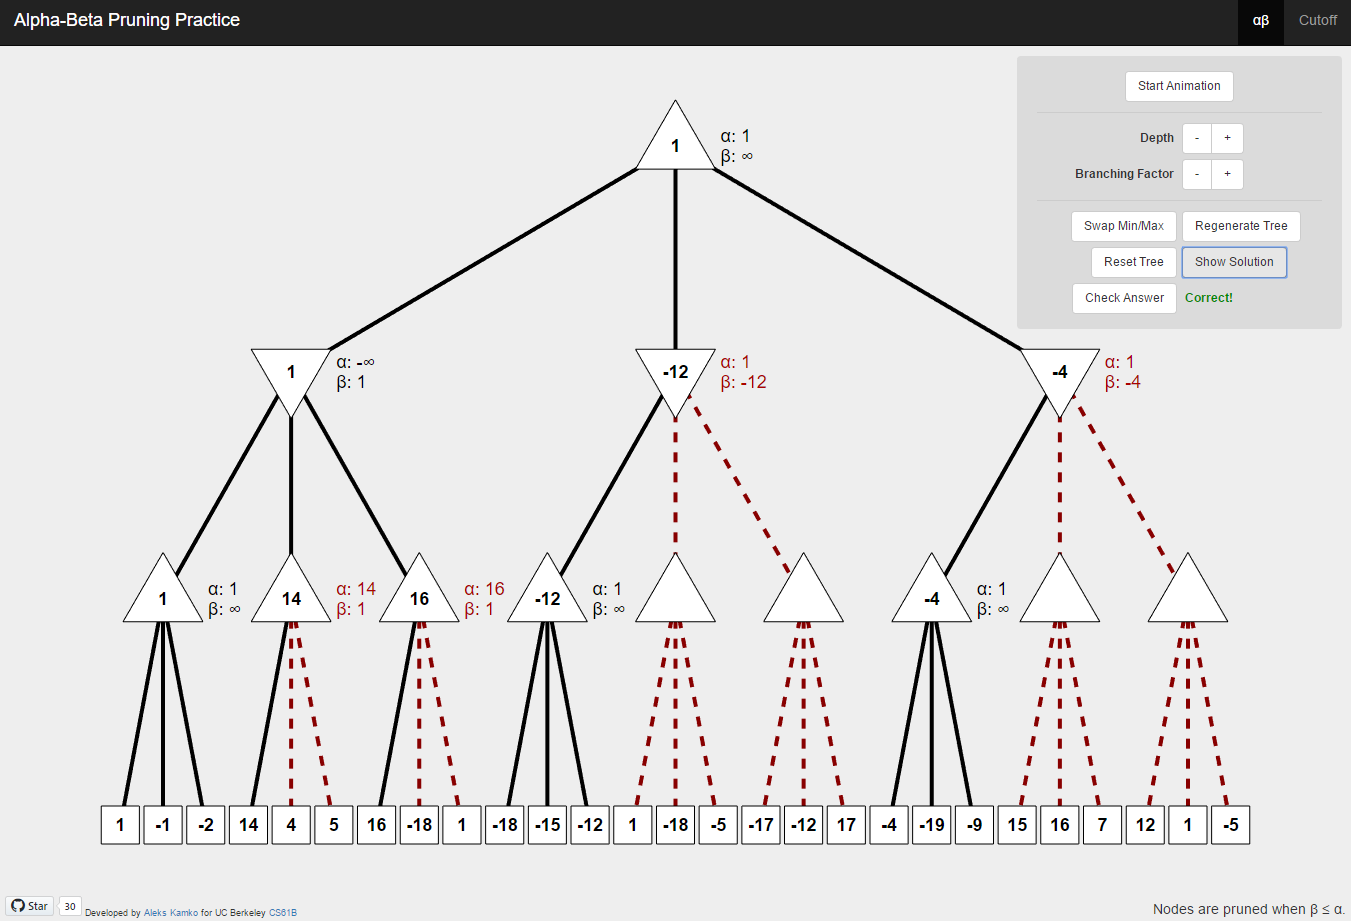 Alpha-Beta Pruning Practice
αβ
Cutoff
Start Animation
Depth - +
Branching Factor - +
Swap Min/Max Regenerate Tree
Reset Tree Show Solution
Check Answer Correct!
1
α: 1
β: ∞
1
α: -∞
β: 1
-12
α: 1
β: -12
-4
α: 1
β: -4
1
α: 1
β: ∞
14
α: 14
β: 1
16
α: 16
β: 1
-12
α: 1
β: ∞
-4
α: 1
β: ∞
1 -1 -2 14 4 5 16 -18 1 -18 -15 -12 1 -18 -5 -17 -12 17 -4 -19 -9 15 16 7 12 1 -5
Star 30 Developed by Aleks Kamko for UC Berkeley CS61B
Nodes are pruned when β ≤ α.